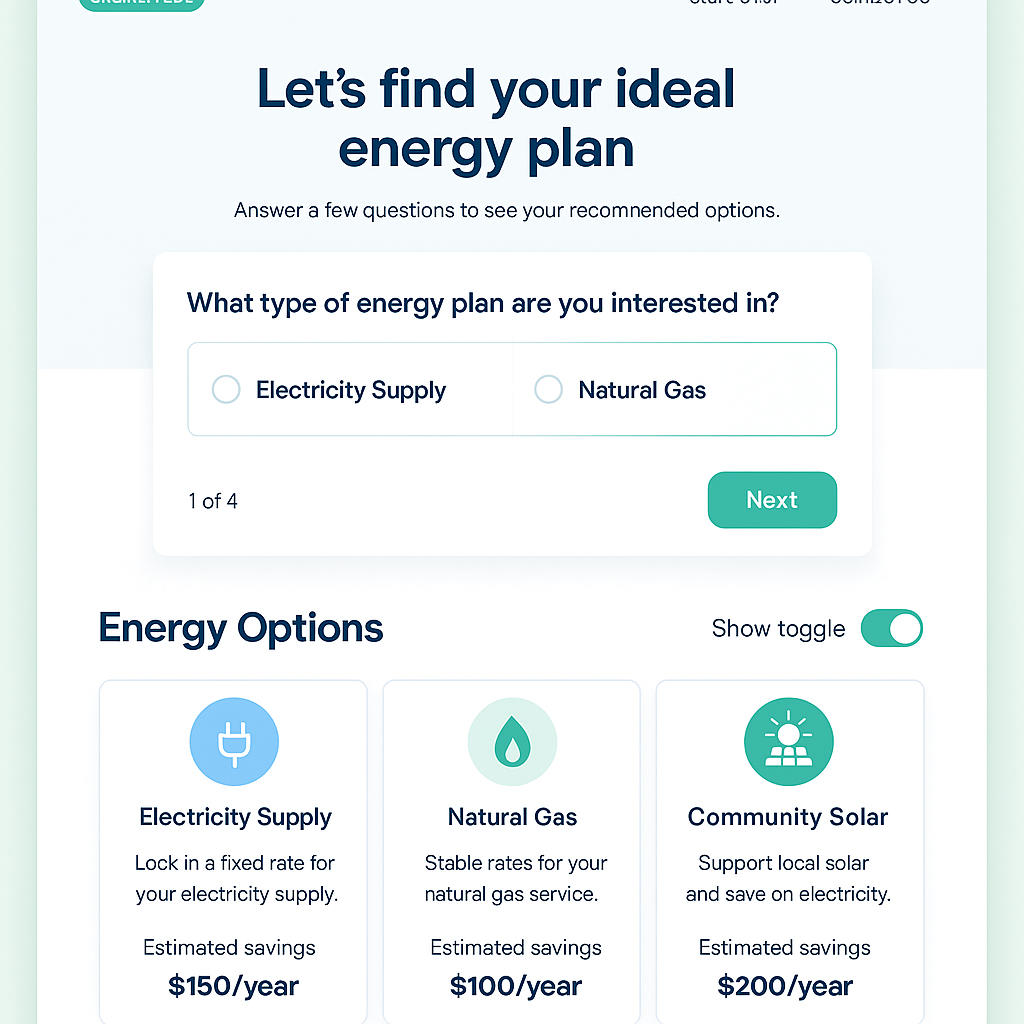 Let’s find your ideal
energy plan
Answer a few questions to see your recomnended options.
What type of energy plan are you interested in?
Electricity Supply
Natural Gas
1 of 4
Next
Energy Options
Show toggle
Electricity Supply
Lock in a fixed rate for
your electricity supply.
Estimated savings
$150/year
Natural Gas
Stable rates for your
natural gas service.
Estimated savings
$100/year
Community Solar
Support local solar
and save on electricity.
Estimated savings
$200/year